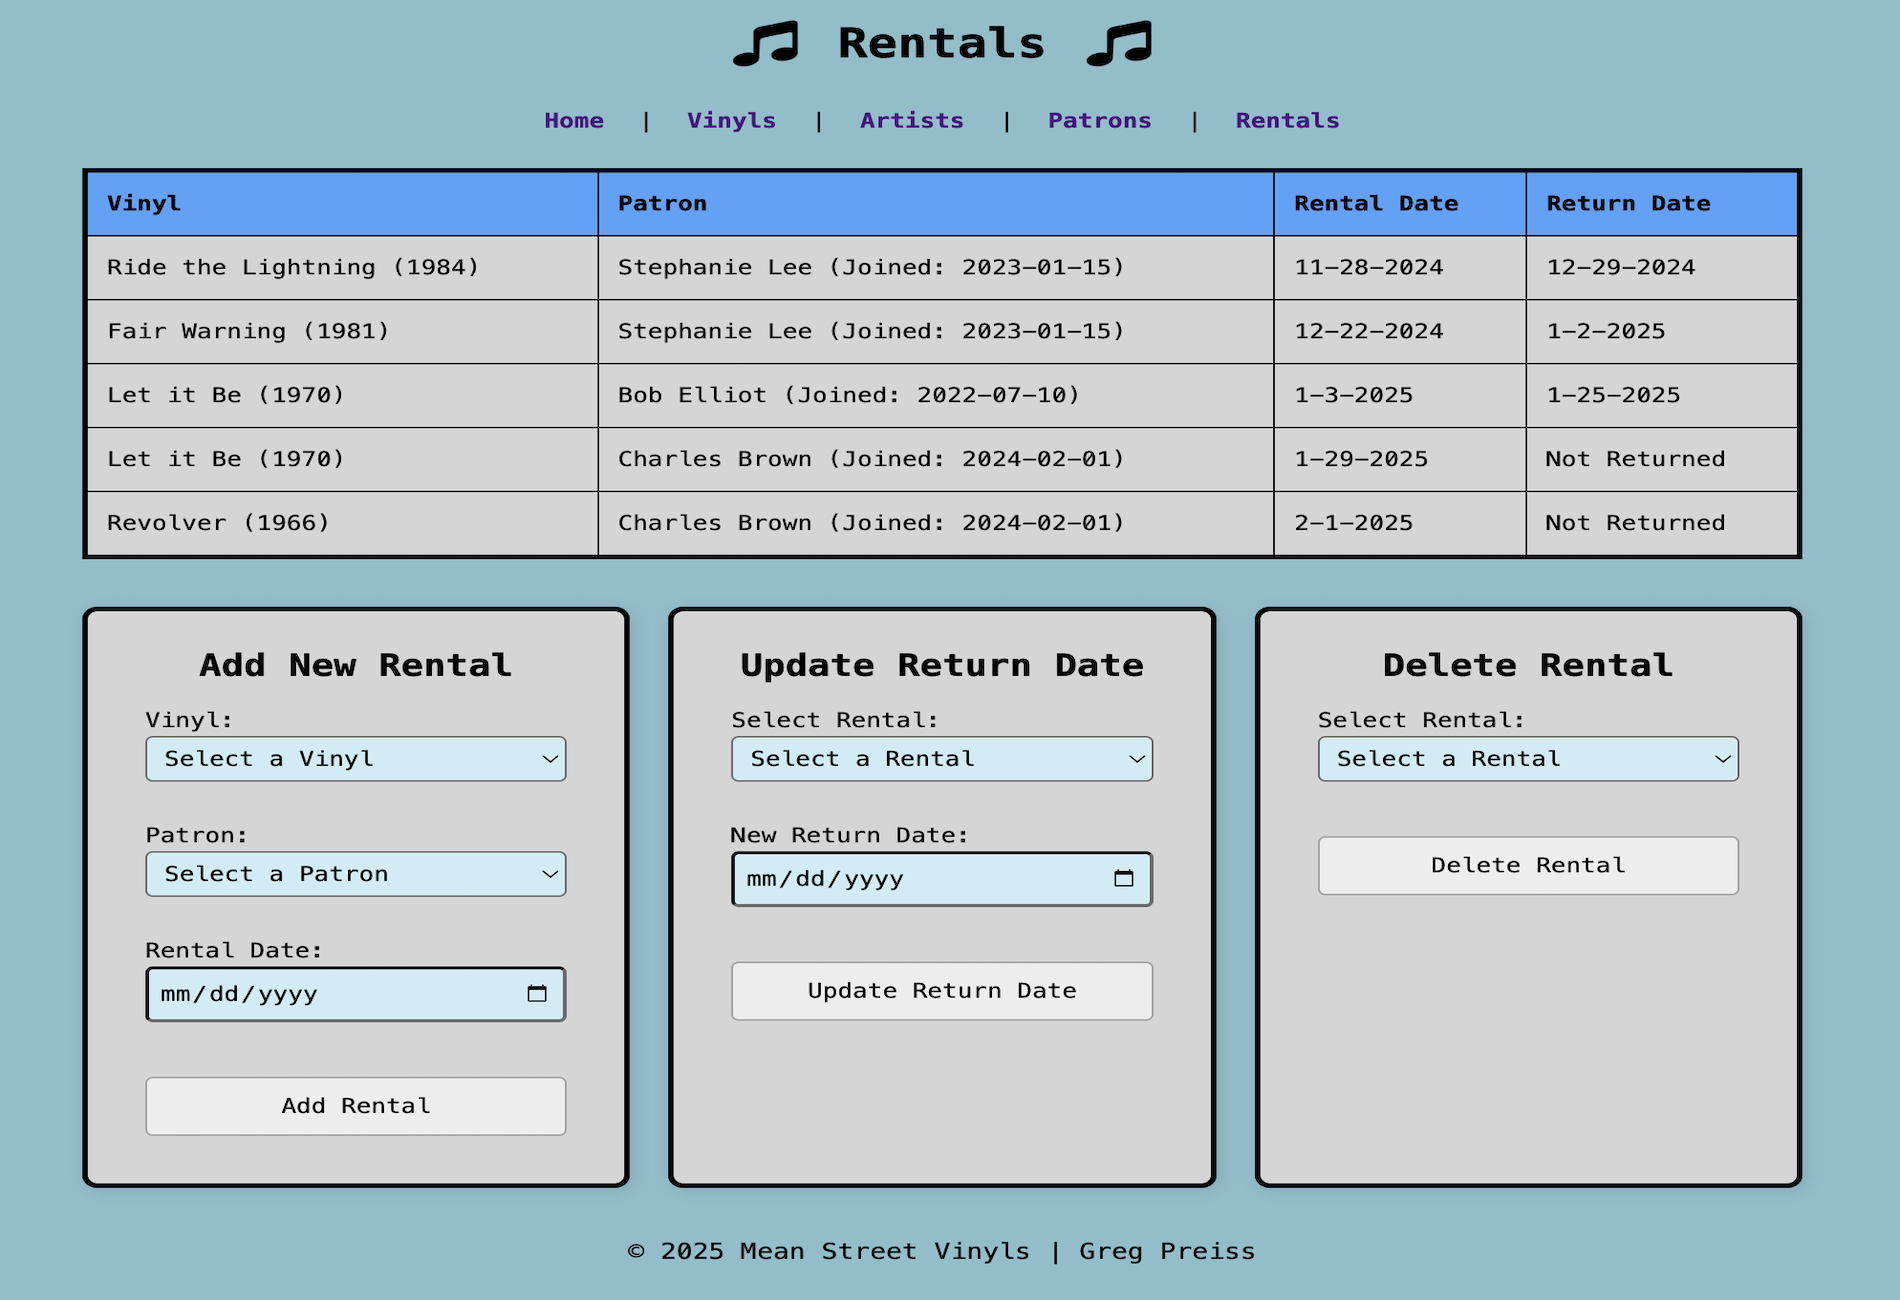 Rentals
Home | Vinyls | Artists | Patrons | Rentals
Vinyl Patron Rental Date Return Date
Ride the Lightning (1984) Stephanie Lee (Joined: 2023-01-15) 11-28-2024 12-29-2024
Fair Warning (1981) Stephanie Lee (Joined: 2023-01-15) 12-22-2024 1-2-2025
Let it Be (1970) Bob Elliot (Joined: 2022-07-10) 1-3-2025 1-25-2025
Let it Be (1970) Charles Brown (Joined: 2024-02-01) 1-29-2025 Not Returned
Revolver (1966) Charles Brown (Joined: 2024-02-01) 2-1-2025 Not Returned
Add New Rental
Vinyl:
Select a Vinyl
Patron:
Select a Patron
Rental Date:
mm/dd/yyyy
Add Rental
Update Return Date
Select Rental:
Select a Rental
New Return Date:
mm/dd/yyyy
Update Return Date
Delete Rental
Select Rental:
Select a Rental
Delete Rental
© 2025 Mean Street Vinyls | Greg Preiss